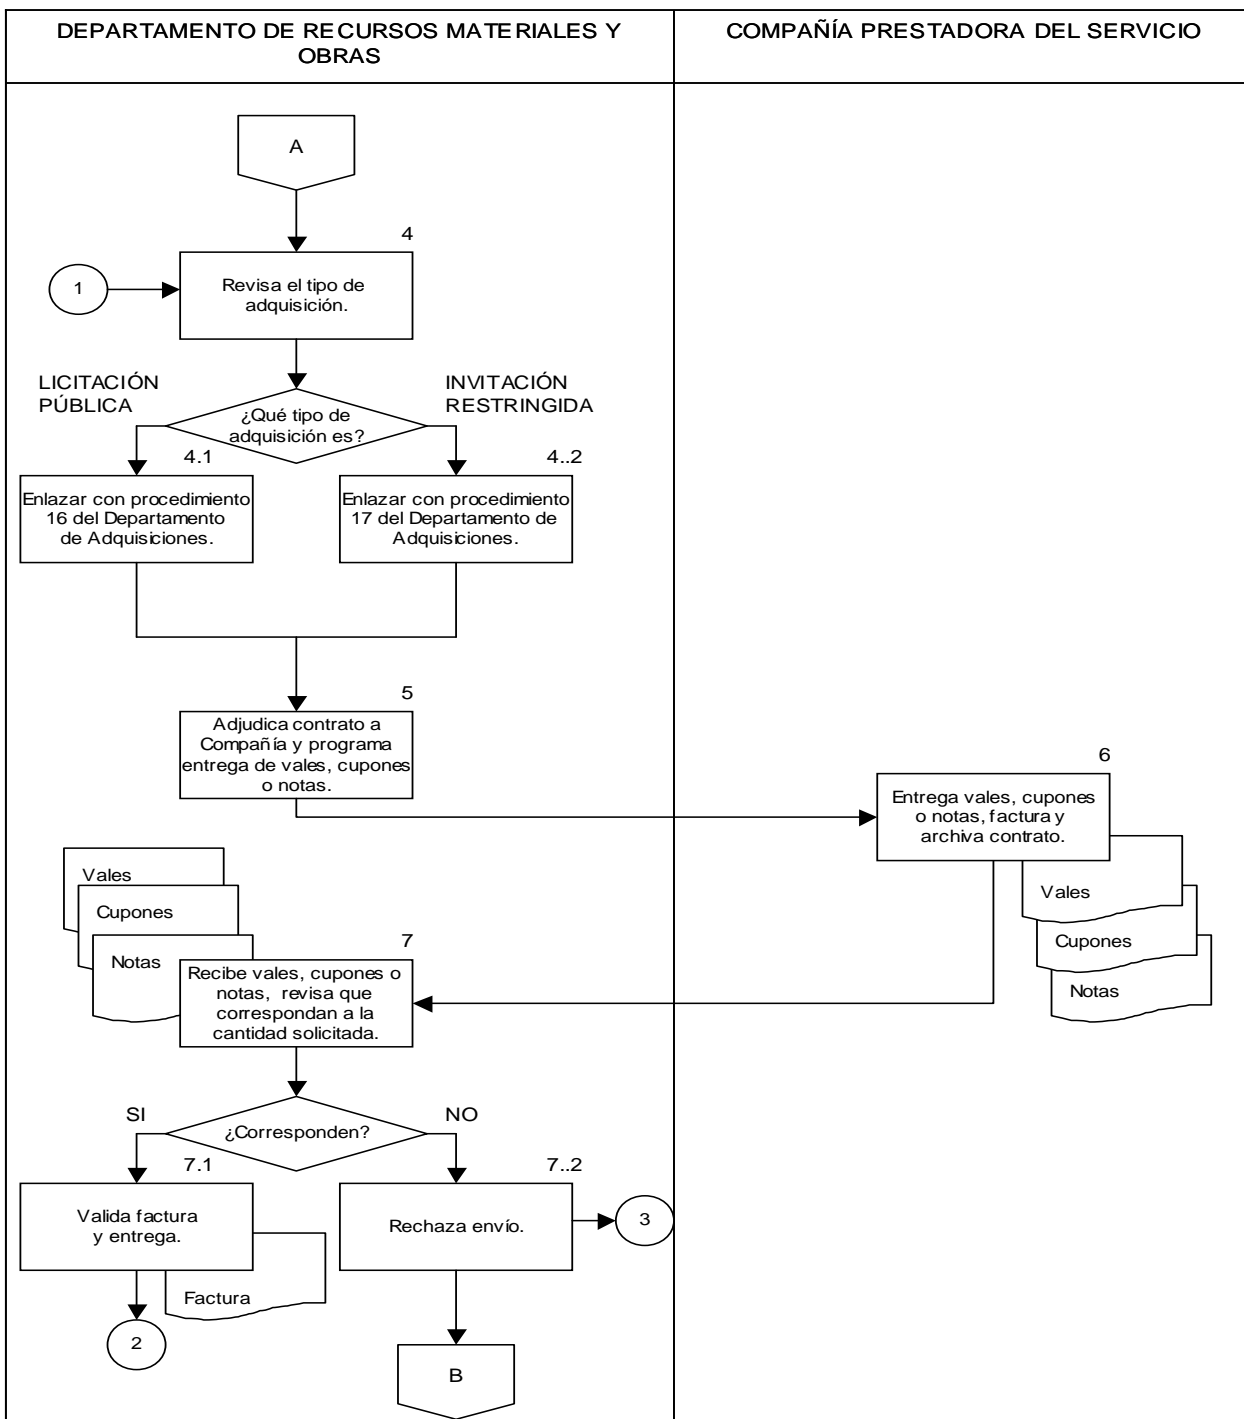 DEPARTAMENTO DE RECURSOS MATERIALES Y
OBRAS
COMPAÑÍA PRESTADORA DEL SERVICIO
A
4
1
Revisa el tipo de
adquisición.
LICITACIÓN
PÚBLICA
INVITACIÓN
RESTRINGIDA
¿Qué tipo de
adquisición es?
4.1
4..2
Enlazar con procedimiento
16 del Departamento
de Adquisiciones.
Enlazar con procedimiento
17 del Departamento de
Adquisiciones.
5
Adjudica contrato a
Compañía y programa
entrega de vales, cupones
o notas.
6
Entrega vales, cupones
o notas, factura y
archiva contrato.
Vales
Cupones
Notas
Vales
Cupones
Notas
7
Recibe vales, cupones o
notas, revisa que
correspondan a la
cantidad solicitada.
SI
NO
¿Corresponden?
7.1
7..2
Valida factura
y entrega.
Rechaza envío.
3
Factura
2
B